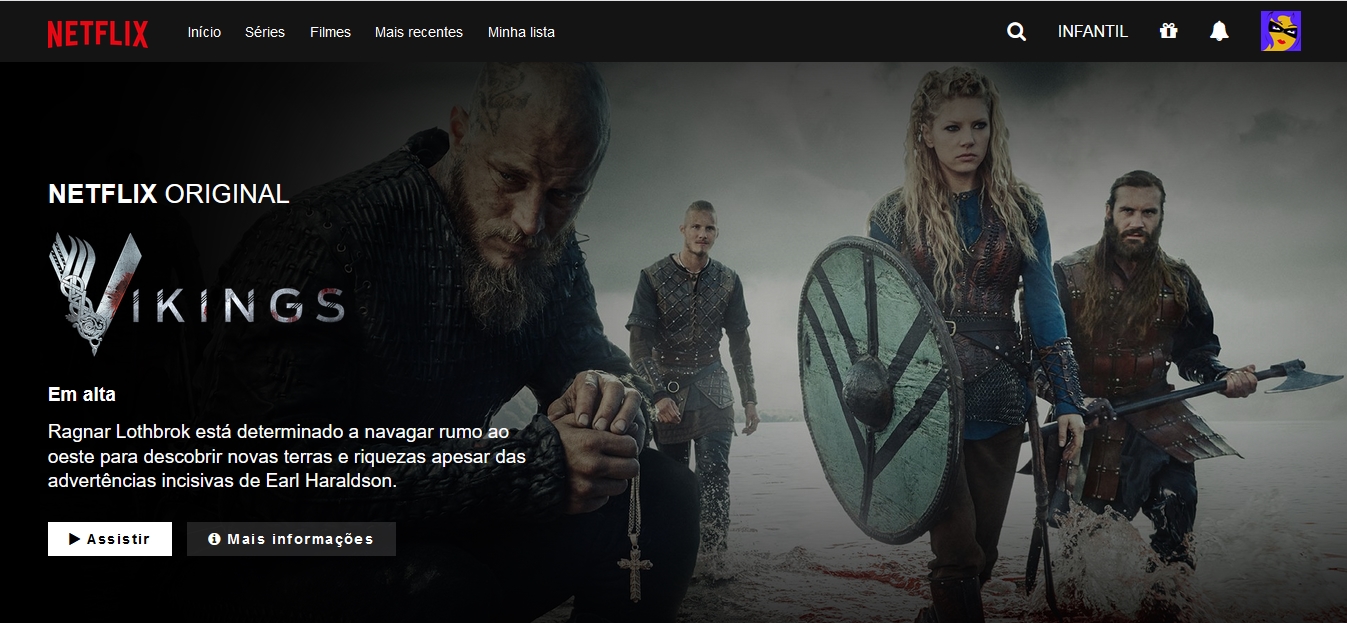 NETFLIX
Início Séries Filmes Mais recentes Minha lista
INFANTIL
NETFLIX ORIGINAL
VIKINGS
Em alta
Ragnar Lothbrok está determinado a navagar rumo ao
oeste para descobrir novas terras e riquezas apesar das
advertências incisivas de Earl Haraldson.
Assistir
Mais informações